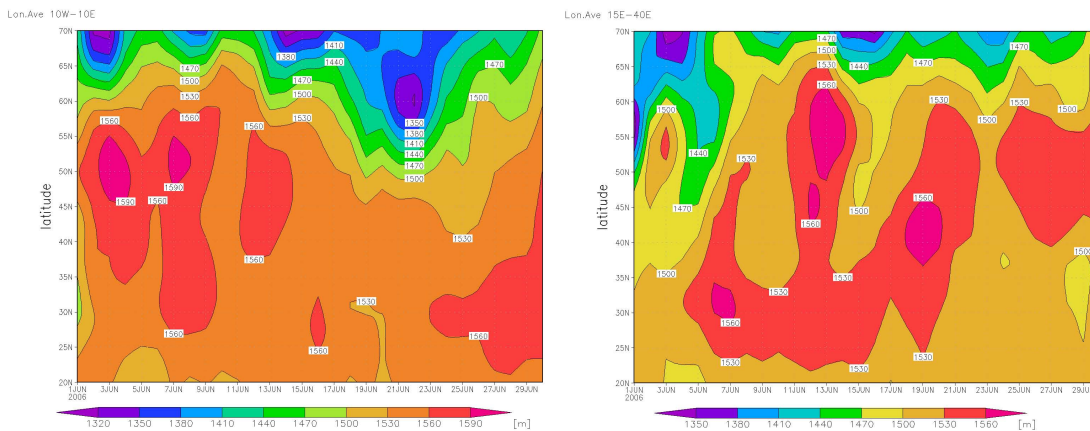 Lon.Ave 10W-10E
70N
65N
60N
55N
50N
45N
40N
35N
30N
25N
20N
latitude
1410
1380
1440
1470
1470
1470
1500
1500
1500
1530
1530
1560
1560
1560
1350
1380
1410
1440
1470
1500
1590
1590
1560
1560
1530
1530
1560
1560
1560
1JUN 3JUN 5JUN 7JUN 9JUN 11JUN 13JUN 15JUN 17JUN 19JUN 21JUN 23JUN 25JUN 27JUN 29JUN
2006
1320 1350 1380 1410 1440 1470 1500 1530 1560 1590 [m]
Lon.Ave 15E-40E
70N
65N
60N
55N
50N
45N
40N
35N
30N
25N
20N
latitude
1470
1500
1530
1560
1440
1470
1470
1500
1500
1500
1440
1530
1470
1500
1560
1530
1500
1500
1530
1560
1530
1530
1530
1530
1JUN 3JUN 5JUN 7JUN 9JUN 11JUN 13JUN 15JUN 17JUN 19JUN 21JUN 23JUN 25JUN 27JUN 29JUN
2006
1350 1380 1410 1440 1470 1500 1530 1560 [m]